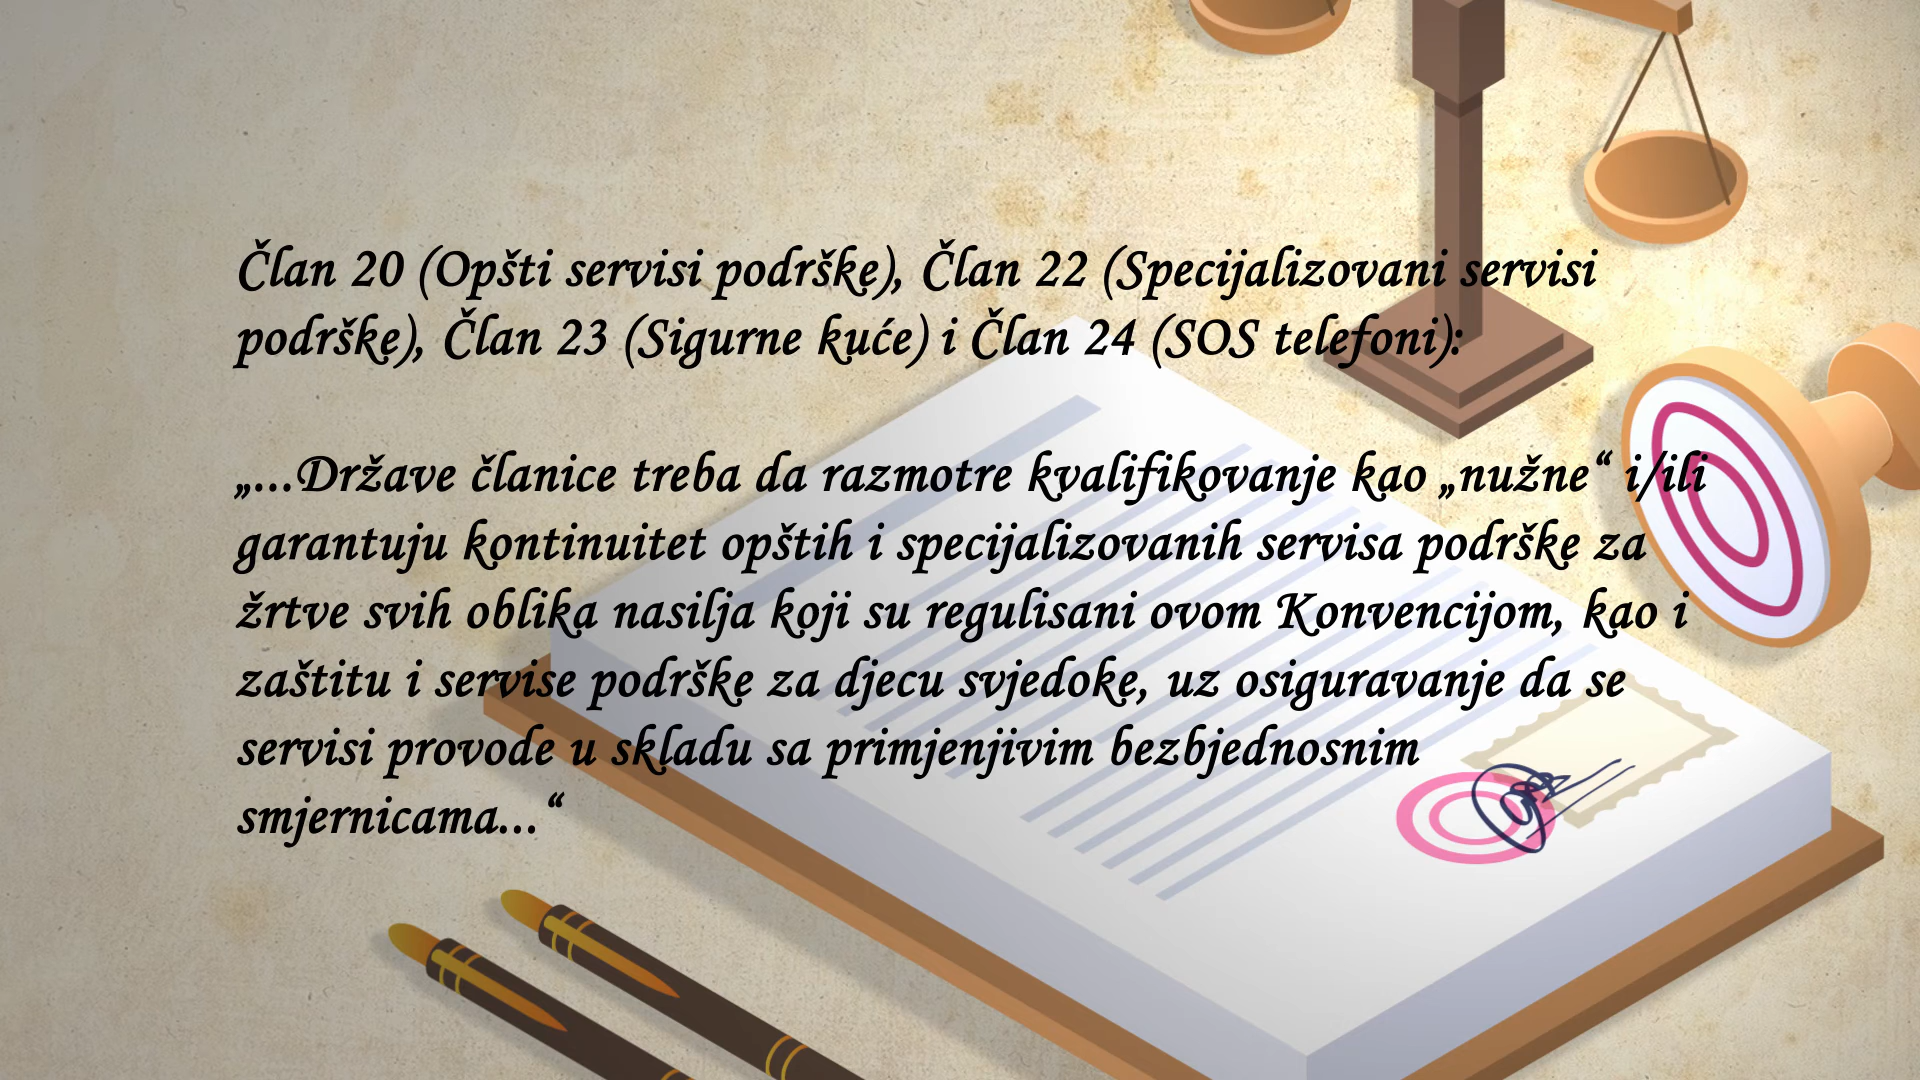 Član 20 (Opšti servisi podrške), Član 22 (Specijalizovani servisi
podrške), Član 23 (Sigurne kuće) i Član 24 (SOS telefoni):
„...Države članice treba da razmotre kvalifikovanje kao „nužne“ i/ili
garantuju kontinuitet opštih i specijalizovanih servisa podrške za
žrtve svih oblika nasilja koji su regulisani ovom Konvencijom, kao i
zaštitu i servise podrške za djecu svjedoke, uz osiguravanje da se
servisi provode u skladu sa primjenjivim bezbjednosnim
smjernicama...“